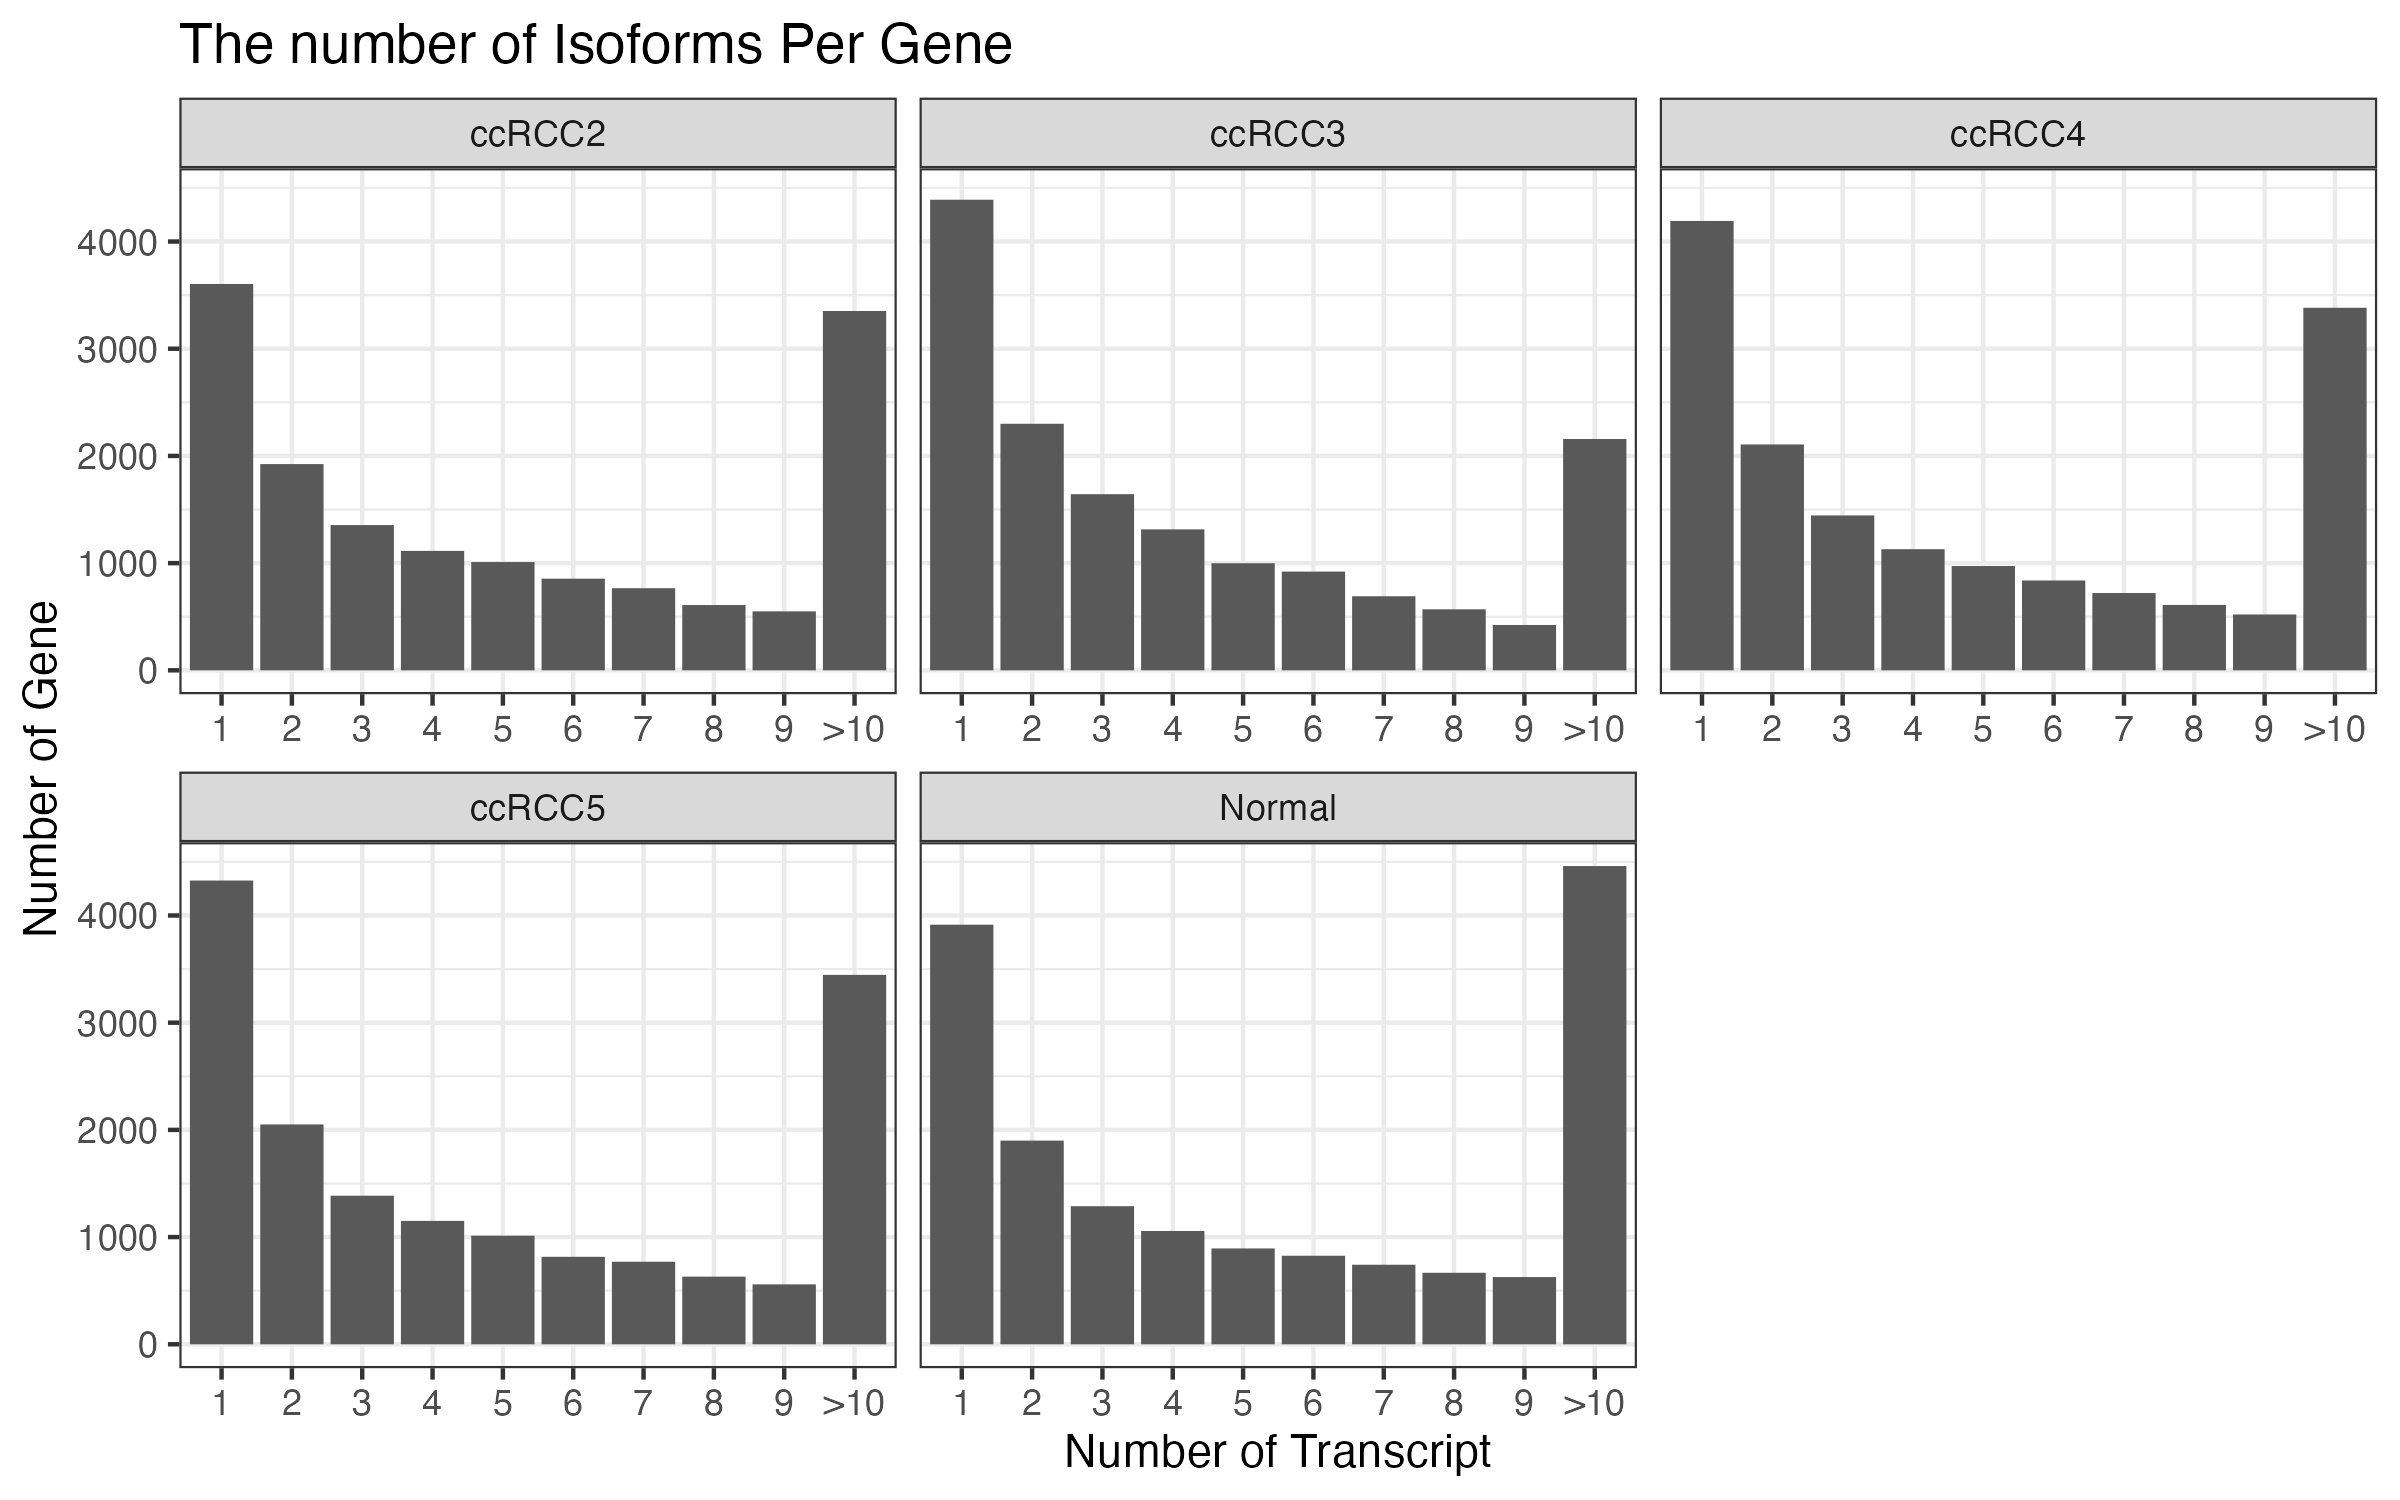 The number of Isoforms Per Gene
ccRCC2
ccRCC3
ccRCC4
4000
3000
2000
1000
0
1 2 3 4 5 6 7 8 9 >10
1 2 3 4 5 6 7 8 9 >10
1 2 3 4 5 6 7 8 9 >10
Number of Gene
ccRCC5
Normal
4000
3000
2000
1000
0
1 2 3 4 5 6 7 8 9 >10
1 2 3 4 5 6 7 8 9 >10
Number of Transcript